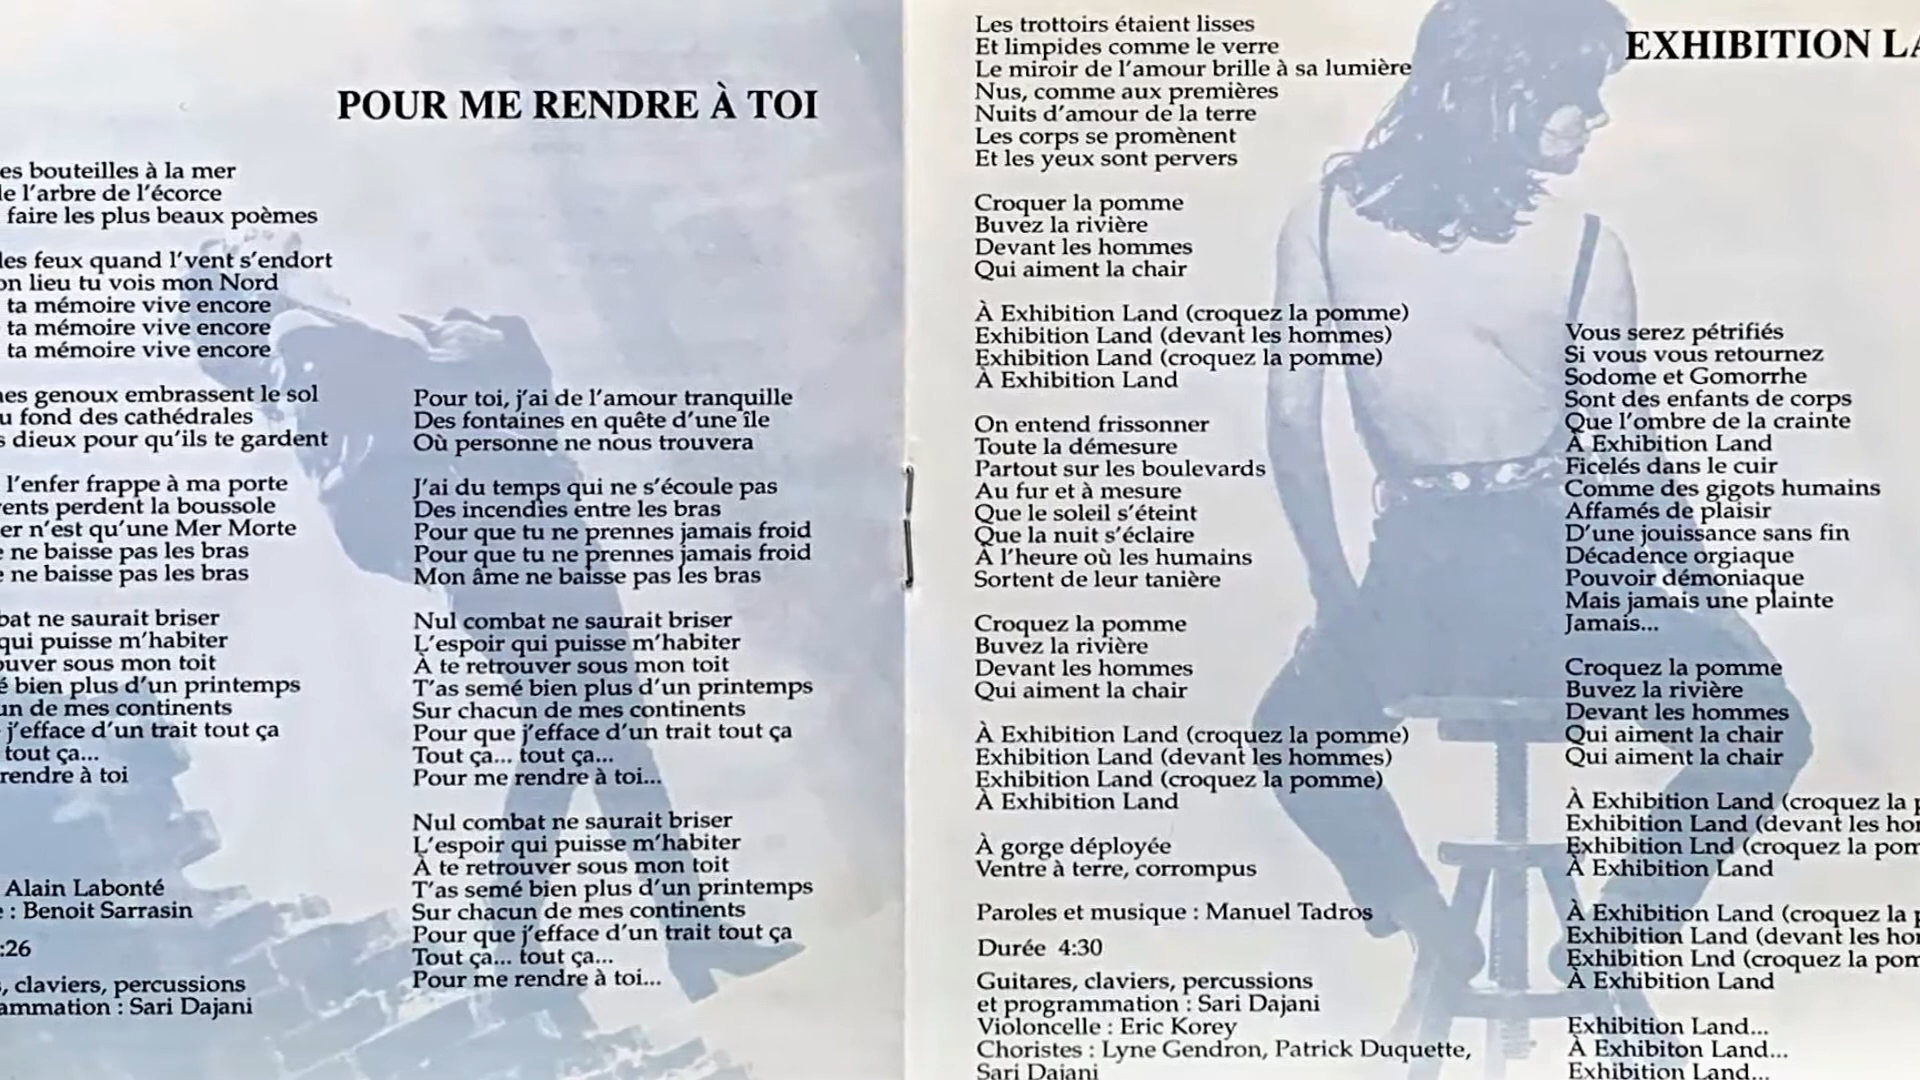 POUR ME RENDRE À TOI
es bouteilles à la mer
de l'arbre de l'écorce
faire les plus beaux poèmes
les feux quand l'vent s'endort
on lieu tu vois mon Nord
ta mémoire vive encore
ta mémoire vive encore
ta mémoire vive encore
mes genoux embrassent le sol
u fond des cathédrales
s dieux pour qu'ils te gardent
l'enfer frappe à ma porte
vents perdent la boussole
er n'est qu'une Mer Morte
e ne baisse pas les bras
e ne baisse pas les bras
bat ne saurait briser
qui puisse m'habiter
ouver sous mon toit
é bien plus d'un printemps
un de mes continents
j'efface d'un trait tout ça
tout ça...
rendre à toi
Alain Labonté
e : Benoit Sarrasin
:26
s, claviers, percussions
ammation : Sari Dajani
Pour toi, j'ai de l'amour tranquille
Des fontaines en quête d'une île
Où personne ne nous trouvera
J'ai du temps qui ne s'écoule pas
Des incendies entre les bras
Pour que tu ne prennes jamais froid
Pour que tu ne prennes jamais froid
Mon âme ne baisse pas les bras
Nul combat ne saurait briser
L'espoir qui puisse m'habiter
À te retrouver sous mon toit
T'as semé bien plus d'un printemps
Sur chacun de mes continents
Pour que j'efface d'un trait tout ça
Tout ça... tout ça...
Pour me rendre à toi...
Nul combat ne saurait briser
L'espoir qui puisse m'habiter
À te retrouver sous mon toit
T'as semé bien plus d'un printemps
Sur chacun de mes continents
Pour que j'efface d'un trait tout ça
Tout ça... tout ça...
Pour me rendre à toi...
EXHIBITION LA
Les trottoirs étaient lisses
Et limpides comme le verre
Le miroir de l'amour brille à sa lumière
Nus, comme aux premières
Nuits d'amour de la terre
Les corps se promènent
Et les yeux sont pervers
Croquer la pomme
Buvez la rivière
Devant les hommes
Qui aiment la chair
À Exhibition Land (croquez la pomme)
Exhibition Land (devant les hommes)
Exhibition Land (croquez la pomme)
À Exhibition Land
On entend frissonner
Toute la démesure
Partout sur les boulevards
Au fur et à mesure
Que le soleil s'éteint
Que la nuit s'éclaire
À l'heure où les humains
Sortent de leur tanière
Croquez la pomme
Buvez la rivière
Devant les hommes
Qui aiment la chair
À Exhibition Land (croquez la pomme)
Exhibition Land (devant les hommes)
Exhibition Land (croquez la pomme)
À Exhibition Land
À gorge déployée
Ventre à terre, corrompus
Paroles et musique : Manuel Tadros
Durée 4:30
Guitares, claviers, percussions
et programmation : Sari Dajani
Violoncelle : Eric Korey
Choristes : Lyne Gendron, Patrick Duquette,
Sari Dajani
Vous serez pétrifiés
Si vous vous retournez
Sodome et Gomorrhe
Sont des enfants de corps
Que l'ombre de la crainte
À Exhibition Land
Ficelés dans le cuir
Comme des gigots humains
Affamés de plaisir
D'une jouissance sans fin
Décadence orgiaque
Pouvoir démoniaque
Mais jamais une plainte
Jamais...
Croquez la pomme
Buvez la rivière
Devant les hommes
Qui aiment la chair
Qui aiment la chair
À Exhibition Land (croquez la p
Exhibition Land (devant les hor
Exhibition Lnd (croquez la pom
À Exhibition Land
À Exhibition Land (croquez la p
Exhibition Land (devant les hor
Exhibition Lnd (croquez la pom
À Exhibition Land
Exhibition Land...
À Exhibiton Land...
Exhibition Land...